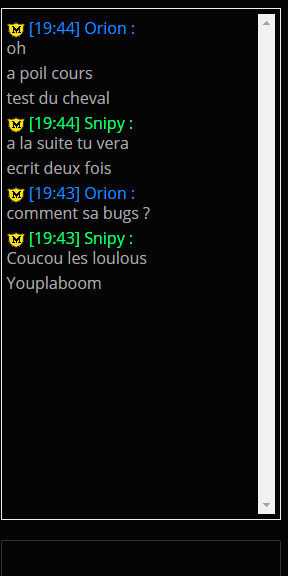 [19:44] Orion :
oh
a poil cours
test du cheval
[19:44] Snipy :
a la suite tu vera
ecrit deux fois
[19:43] Orion :
comment sa bugs ?
[19:43] Snipy :
Coucou les loulous
Youplaboom